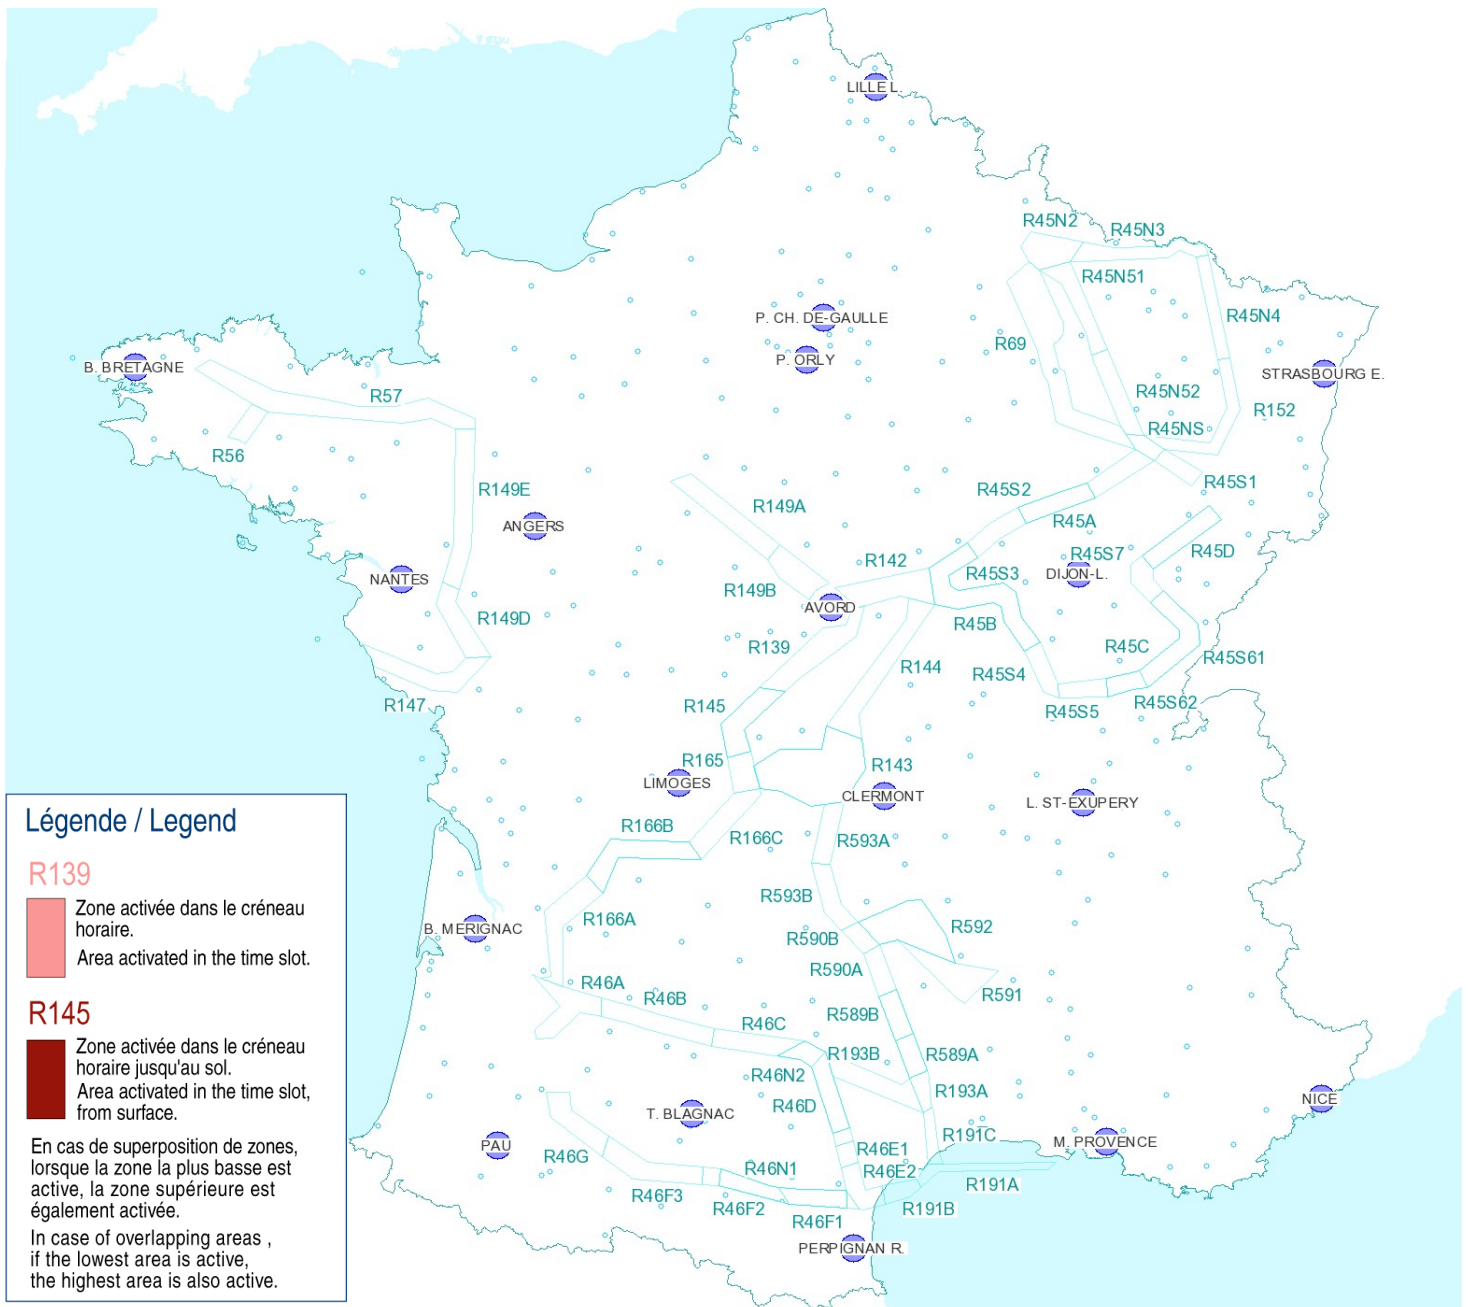 LILLE L.
R45N2
R45N3
R45N51
R45N4
P. CH. DE-GAULLE
R69
P. ORLY
B. BRETAGNE
STRASBOURG E.
R57
R45N52
R152
R45NS
R56
R149E
R45S2
R45S1
R149A
R45A
ANGERS
R45S7
R45D
R142
R45S3
DIJON-L.
NANTES
R149B
AVORD
R149D
R45B
R139
R45C
R144
R45S61
R45S4
R147
R145
R45S5
R45S62
R165
R143
LIMOGES
CLERMONT
L. ST-EXUPERY
R166B
R166C
R593A
R593B
R166A
B. MERIGNAC
R592
R590B
R590A
R46A
R46B
R591
R46C
R589B
R193B
R589A
R46N2
R193A
R46D
T. BLAGNAC
NICE
R191C
M. PROVENCE
PAU
R46G
R46E1
R46N1
R46E2
R191A
R46F3
R46F2
R191B
R46F1
PERPIGNAN R.
Légende / Legend
R139
Zone activée dans le créneau
horaire.
Area activated in the time slot.
R145
Zone activée dans le créneau
horaire jusqu'au sol.
Area activated in the time slot,
from surface.
En cas de superposition de zones,
lorsque la zone la plus basse est
active, la zone supérieure est
également activée.
In case of overlapping areas ,
if the lowest area is active,
the highest area is also active.